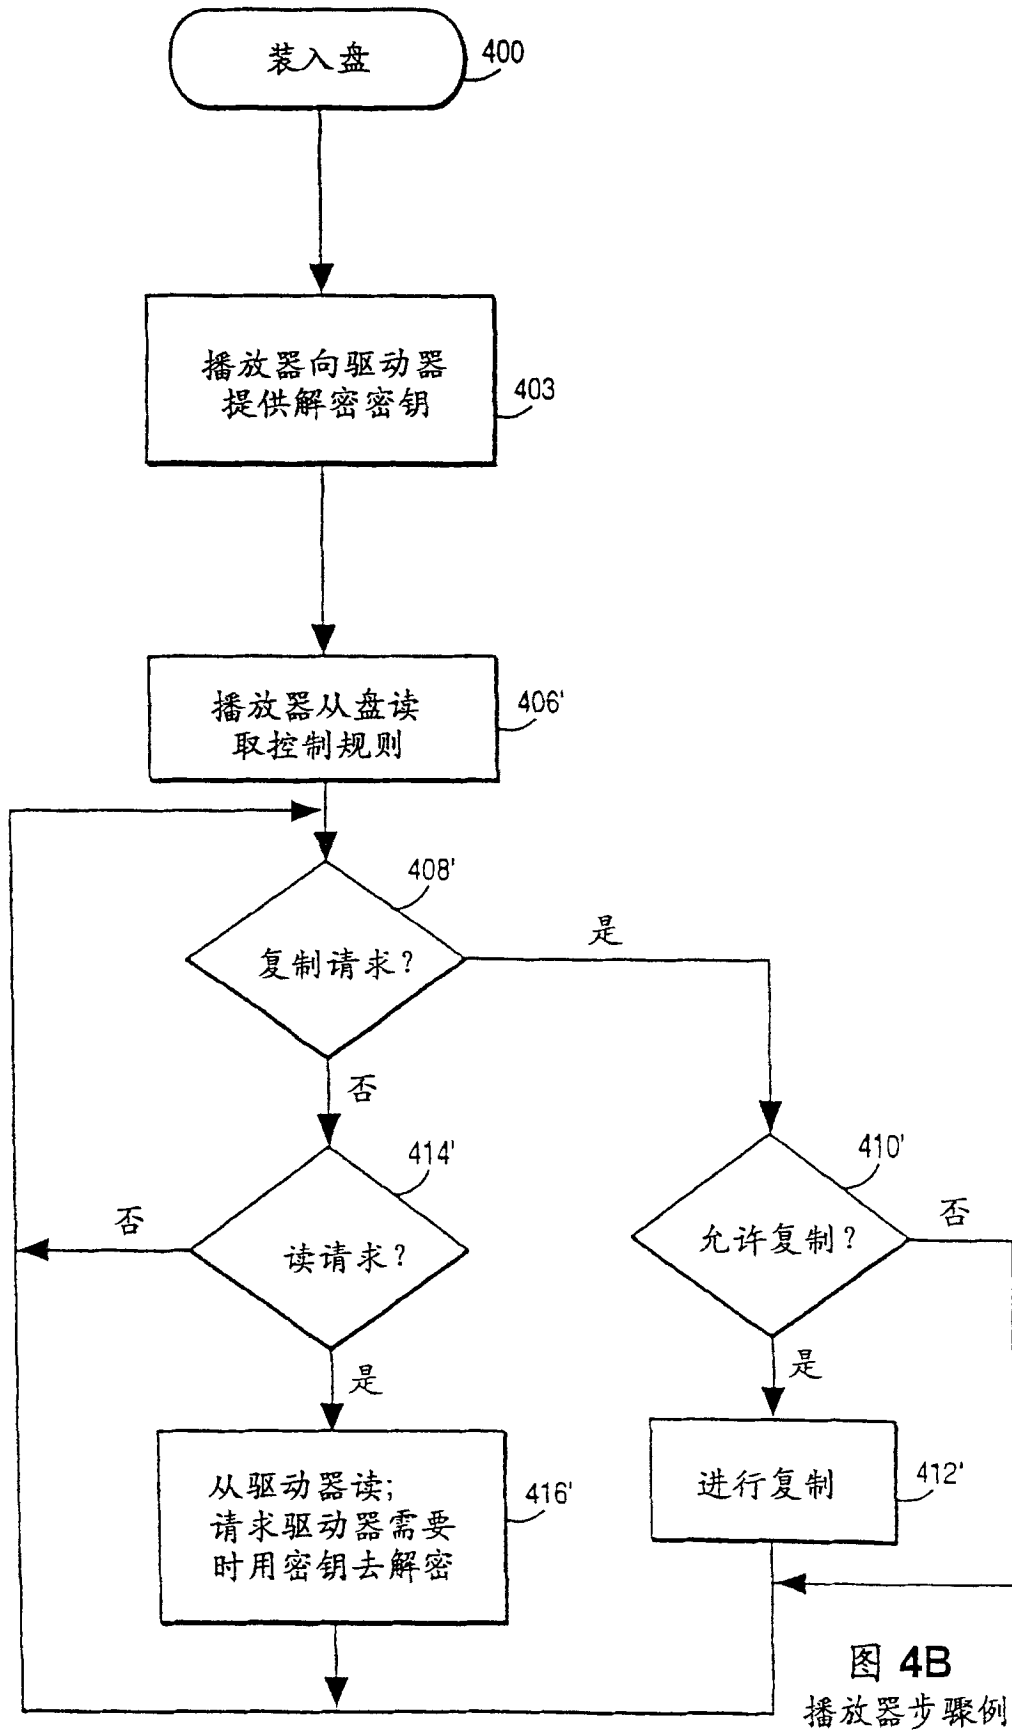 装入盘
400
播放器向驱动器
提供解密密钥
403
播放器从盘读
取控制规则
406'
408'
复制请求?
是
否
414'
410'
否
读请求?
允许复制?
否
是
是
从驱动器读;
请求驱动器需要
时用密钥去解密
416'
进行复制
412'
图 4B
播放器步骤例